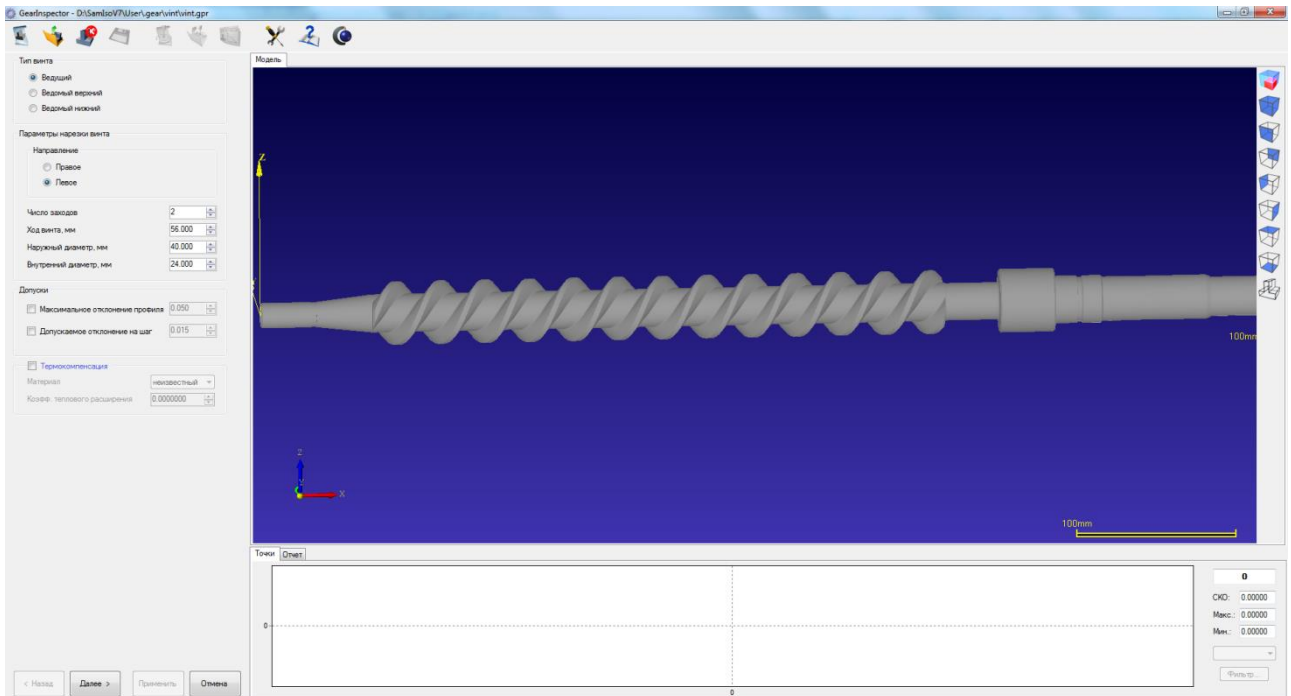 GearInspector - D:\SamIsoV7\User\.gear\vint\vint.gpr
Тип винта
Ведущий
Ведомый верхний
Ведомый нижний
Параметры нарезки винта
Направление
Правое
Левое
Число заходов 2
Ход винта, мм 56.000
Наружный диаметр, мм 40.000
Внутренний диаметр, мм 24.000
Допуски
Максимальное отклонение профиля 0.050
Допускаемое отклонение на шаг 0.015
Термокомпенсация
Материал неизвестный
Коэфф. теплового расширения 0.0000000
< Назад Далее > Применить Отмена
Модель
Z
100mm
Z
Y
X
100mm
Точки Отчет
0
0
0
СКО: 0.00000
Макс.: 0.00000
Мин.: 0.00000
Фильтр...